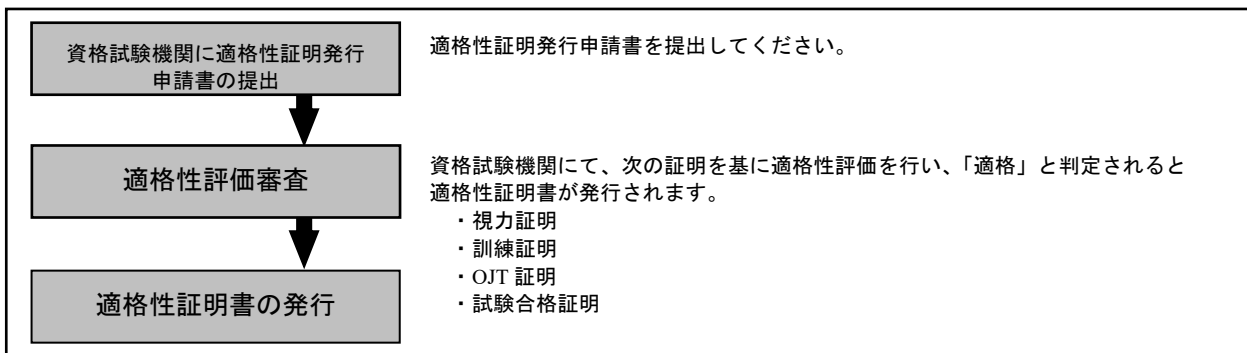 資格試験機関に適格性証明発行
申請書の提出
適格性証明発行申請書を提出してください。
適格性評価審査
資格試験機関にて、次の証明を基に適格性評価を行い、「適格」と判定されると
適格性証明書が発行されます。
・視力証明
・訓練証明
・OJT 証明
・試験合格証明
適格性証明書の発行